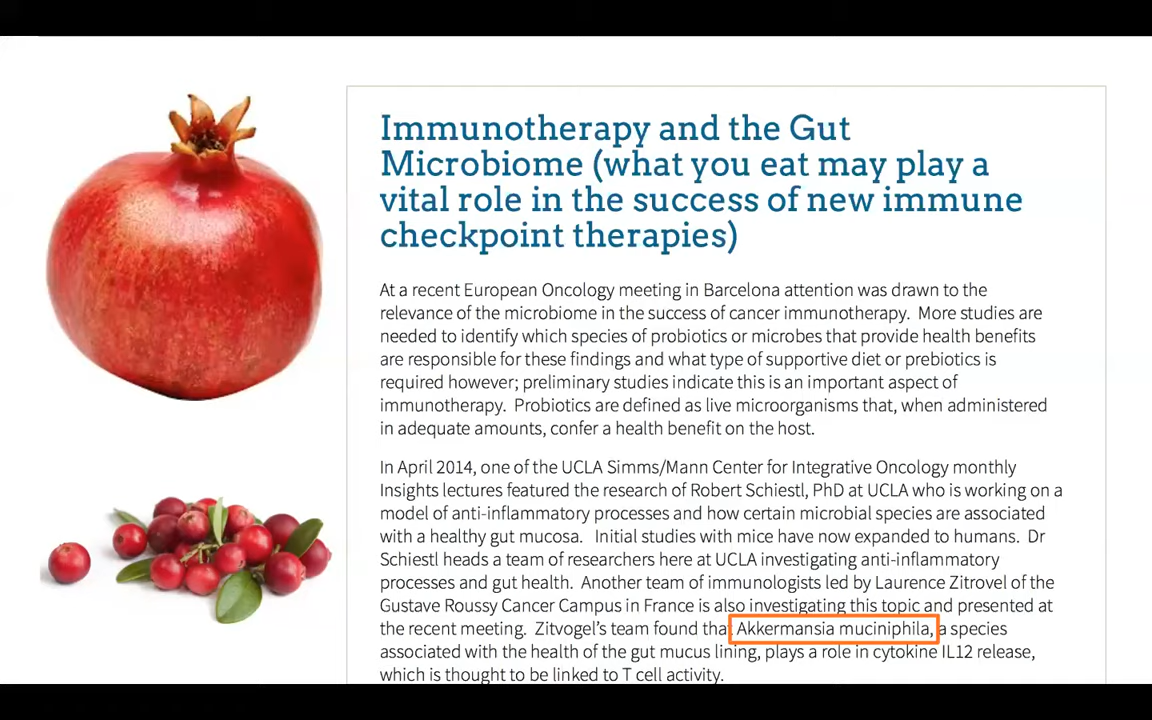 Immunotherapy and the Gut
Microbiome (what you eat may play a
vital role in the success of new immune
checkpoint therapies)
At a recent European Oncology meeting in Barcelona attention was drawn to the
relevance of the microbiome in the success of cancer immunotherapy.  More studies are
needed to identify which species of probiotics or microbes that provide health benefits
are responsible for these findings and what type of supportive diet or prebiotics is
required however; preliminary studies indicate this is an important aspect of
immunotherapy.  Probiotics are defined as live microorganisms that, when administered
in adequate amounts, confer a health benefit on the host.
In April 2014, one of the UCLA Simms/Mann Center for Integrative Oncology monthly
Insights lectures featured the research of Robert Schiestl, PhD at UCLA who is working on a
model of anti-inflammatory processes and how certain microbial species are associated
with a healthy gut mucosa.   Initial studies with mice have now expanded to humans.  Dr
Schiestl heads a team of researchers here at UCLA investigating anti-inflammatory
processes and gut health.  Another team of immunologists led by Laurence Zitrovel of the
Gustave Roussy Cancer Campus in France is also investigating this topic and presented at
the recent meeting.  Zitvogel's team found that Akkermansia muciniphila, a species
associated with the health of the gut mucus lining, plays a role in cytokine IL12 release,
which is thought to be linked to T cell activity.